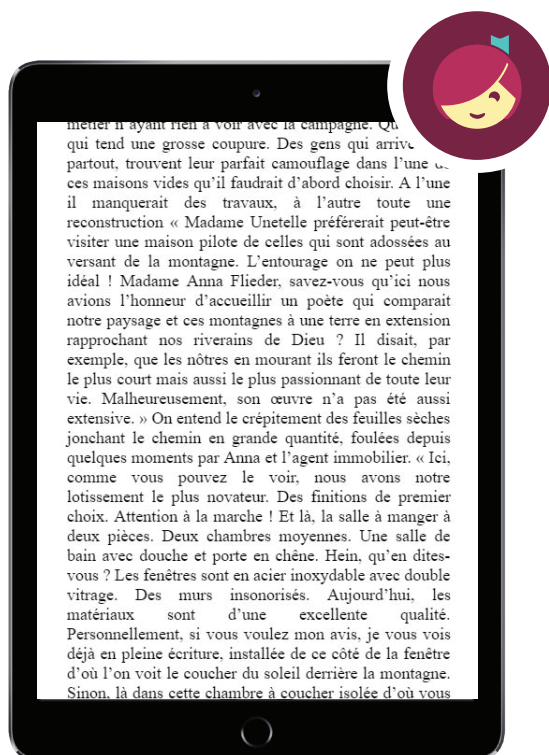 métier n'ayant rien à voir avec la campagne.
qui tend une grosse coupure. Des gens qui
partout, trouvent leur parfait camouflage dans l'une
ces maisons vides qu'il faudrait d'abord choisir. A l'une
il manquerait des travaux, à l'autre toute une
reconstruction « Madame Unetelle préférerait peut-être
visiter une maison pilote de celles qui sont adossées au
versant de la montagne. L'entourage on ne peut plus
idéal ! Madame Anna Flieder, savez-vous qu'ici nous
avions l'honneur d'accueillir un poète qui comparait
notre paysage et ces montagnes à une terre en extension
rapprochant nos riverains de Dieu ? Il disait, par
exemple, que les nôtres en mourant ils feront le chemin
le plus court mais aussi le plus passionnant de toute leur
vie. Malheureusement, son œuvre n'a pas été aussi
extensive. » On entend le crépitement des feuilles sèches
jonchant le chemin en grande quantité, foulées depuis
quelques moments par Anna et l'agent immobilier. « Ici,
comme vous pouvez le voir, nous avons notre
lotissement le plus novateur. Des finitions de premier
choix. Attention à la marche ! Et là, la salle à manger à
deux pièces. Deux chambres moyennes. Une salle de
bain avec douche et porte en chêne. Hein, qu'en dites-
vous ? Les fenêtres sont en acier inoxydable avec double
vitrage. Des murs insonorisés. Aujourd'hui, les
matériaux sont d'une excellente qualité.
Personnellement, si vous voulez mon avis, je vous vois
déjà en pleine écriture, installée de ce côté de la fenêtre
d'où l'on voit le coucher du soleil derrière la montagne.
Sinon, là dans cette chambre à coucher isolée d'où vous